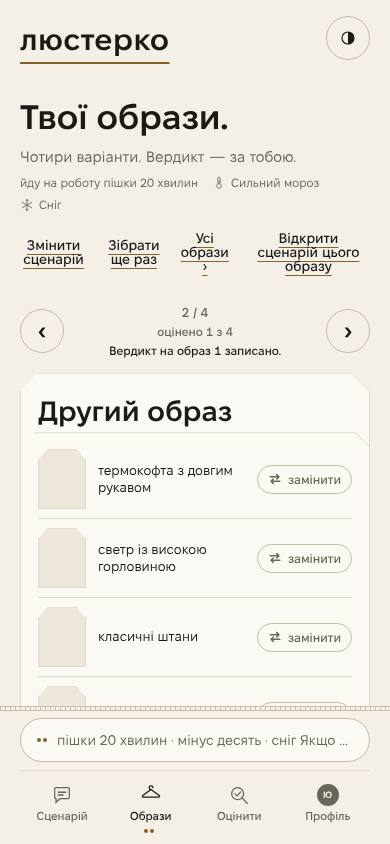 люстерко
Твої образи.
Чотири варіанти. Вердикт — за тобою.
йду на роботу пішки 20 хвилин Сильний мороз
Сніг
Змінити сценарій
Зібрати ще раз
Усі образи ›
Відкрити сценарій цього образу
‹
2 / 4
оцінено 1 з 4
Вердикт на образ 1 записано.
›
Другий образ
термокофта з довгим
рукавом
замінити
светр із високою
горловиною
замінити
класичні штани
замінити
пішки 20 хвилин · мінус десять · сніг Якщо ...
Сценарій
Образи
Оцінити
Ю
Профіль